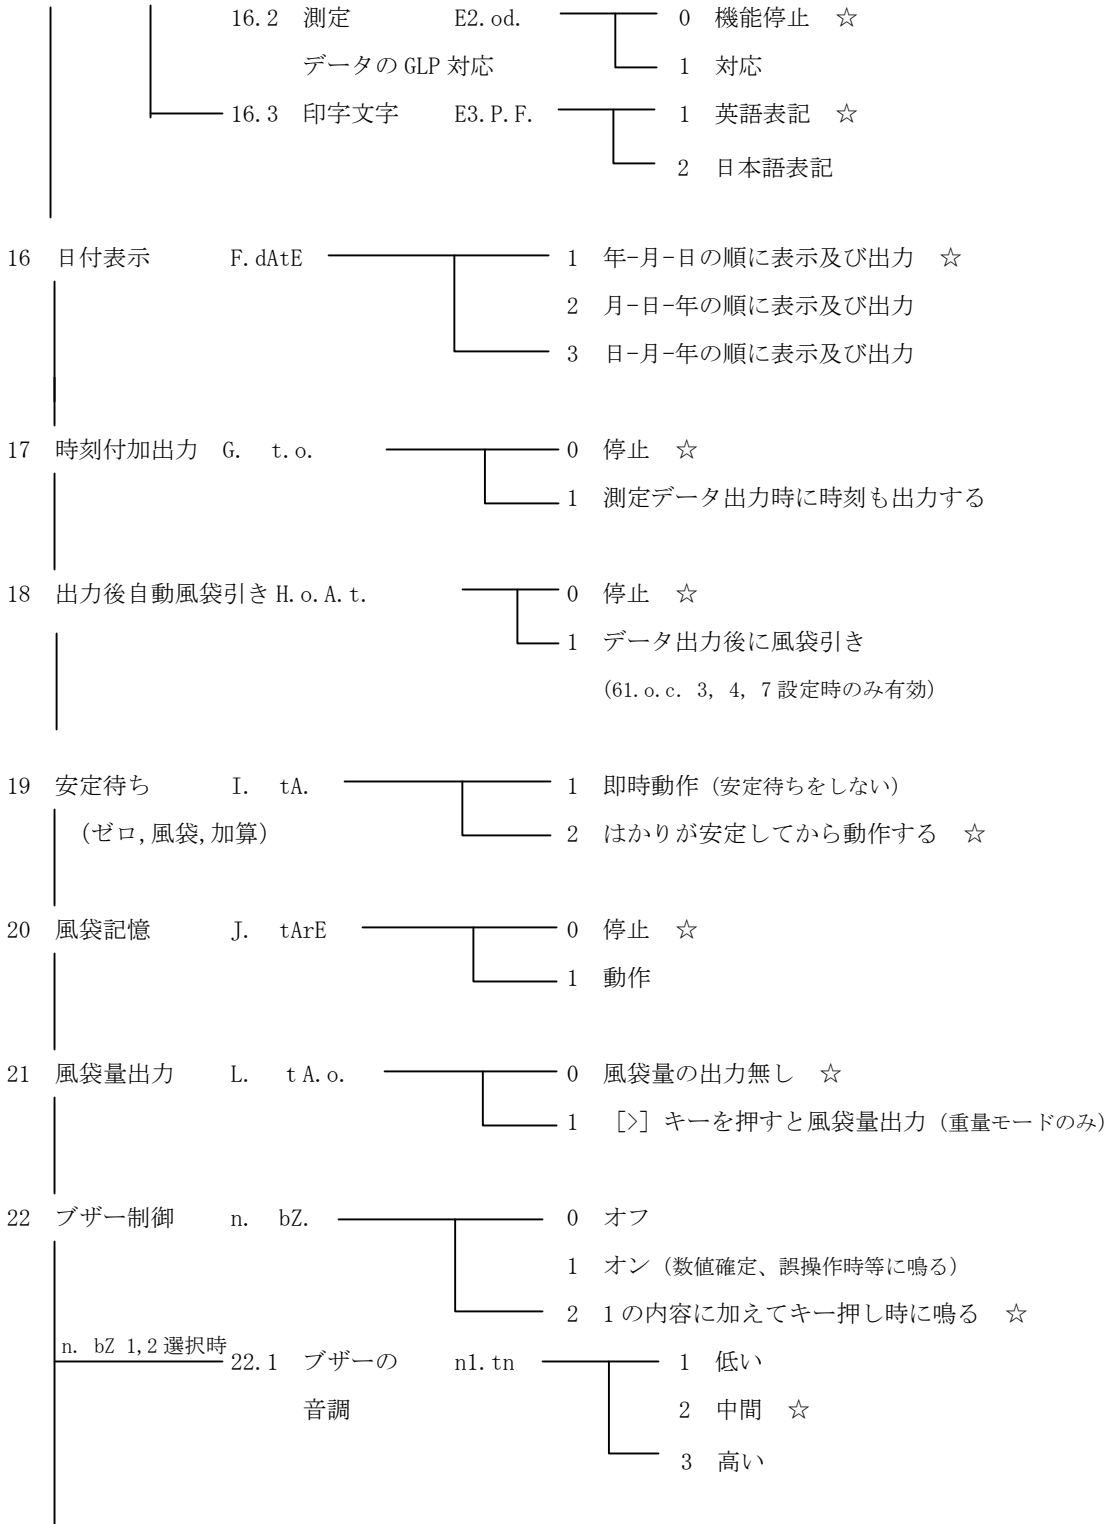 16.2 測定 E2.od. 0 機能停止 ☆
データの GLP 対応 1 対応
16.3 印字文字 E3.P.F. 1 英語表記 ☆
2 日本語表記
16 日付表示 F.dAtE 1 年-月-日の順に表示及び出力 ☆
2 月-日-年の順に表示及び出力
3 日-月-年の順に表示及び出力
17 時刻付加出力 G. t.o. 0 停止 ☆
1 測定データ出力時に時刻も出力する
18 出力後自動風袋引き H.o.A.t. 0 停止 ☆
1 データ出力後に風袋引き
(61.o.c. 3, 4, 7 設定時のみ有効)
19 安定待ち I. tA. 1 即時動作 (安定待ちをしない)
(ゼロ,風袋,加算) 2 はかりが安定してから動作する ☆
20 風袋記憶 J. tArE 0 停止 ☆
1 動作
21 風袋量出力 L. t A.o. 0 風袋量の出力無し ☆
1 [>] キーを押すと風袋量出力 (重量モードのみ)
22 ブザー制御 n. bZ. 0 オフ
1 オン (数値確定、誤操作時等に鳴る)
2 1 の内容に加えてキー押し時に鳴る ☆
n. bZ 1,2 選択時 22.1 ブザーの n1.tn 1 低い
音調 2 中間 ☆
3 高い